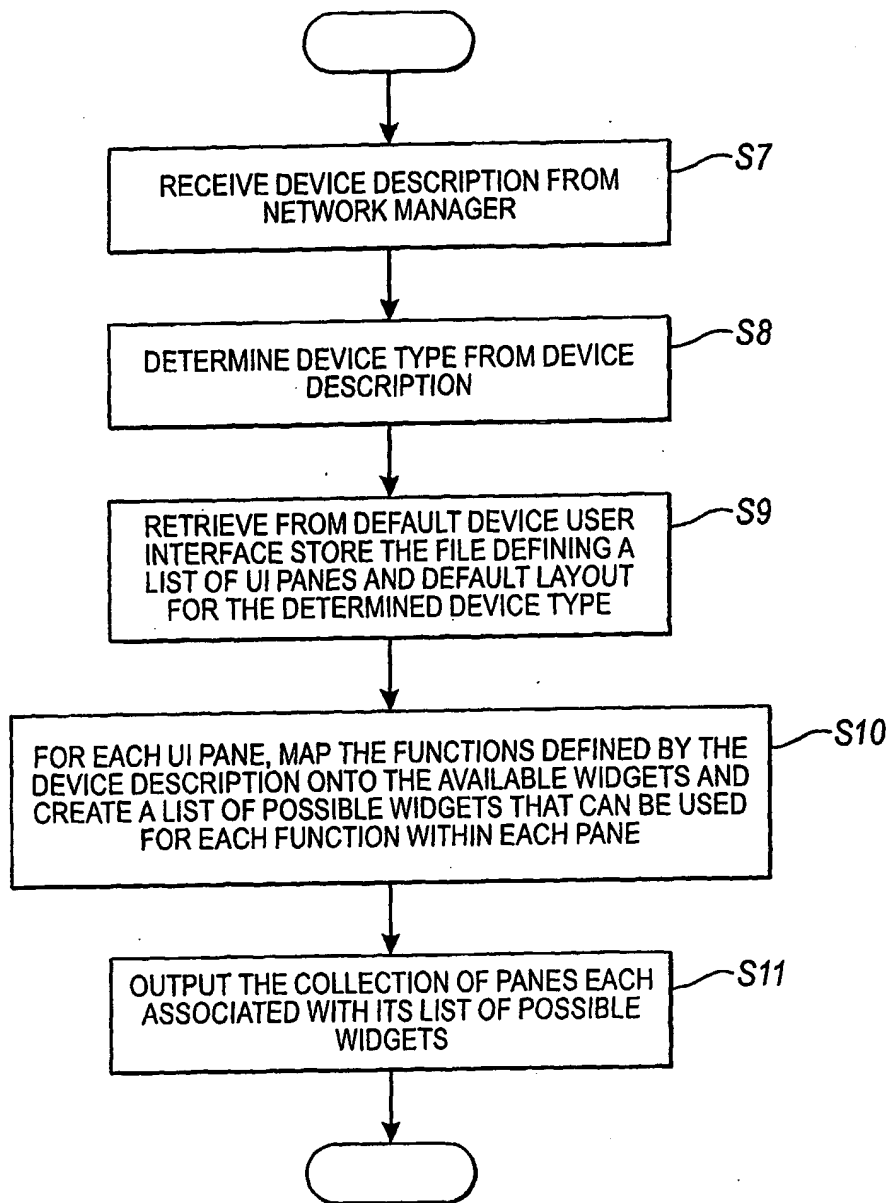 RECEIVE DEVICE DESCRIPTION FROM
NETWORK MANAGER
S7
DETERMINE DEVICE TYPE FROM DEVICE
DESCRIPTION
S8
RETRIEVE FROM DEFAULT DEVICE USER
INTERFACE STORE THE FILE DEFINING A
LIST OF UI PANES AND DEFAULT LAYOUT
FOR THE DETERMINED DEVICE TYPE
S9
FOR EACH UI PANE, MAP THE FUNCTIONS DEFINED BY THE
DEVICE DESCRIPTION ONTO THE AVAILABLE WIDGETS AND
CREATE A LIST OF POSSIBLE WIDGETS THAT CAN BE USED
FOR EACH FUNCTION WITHIN EACH PANE
S10
OUTPUT THE COLLECTION OF PANES EACH
ASSOCIATED WITH ITS LIST OF POSSIBLE
WIDGETS
S11